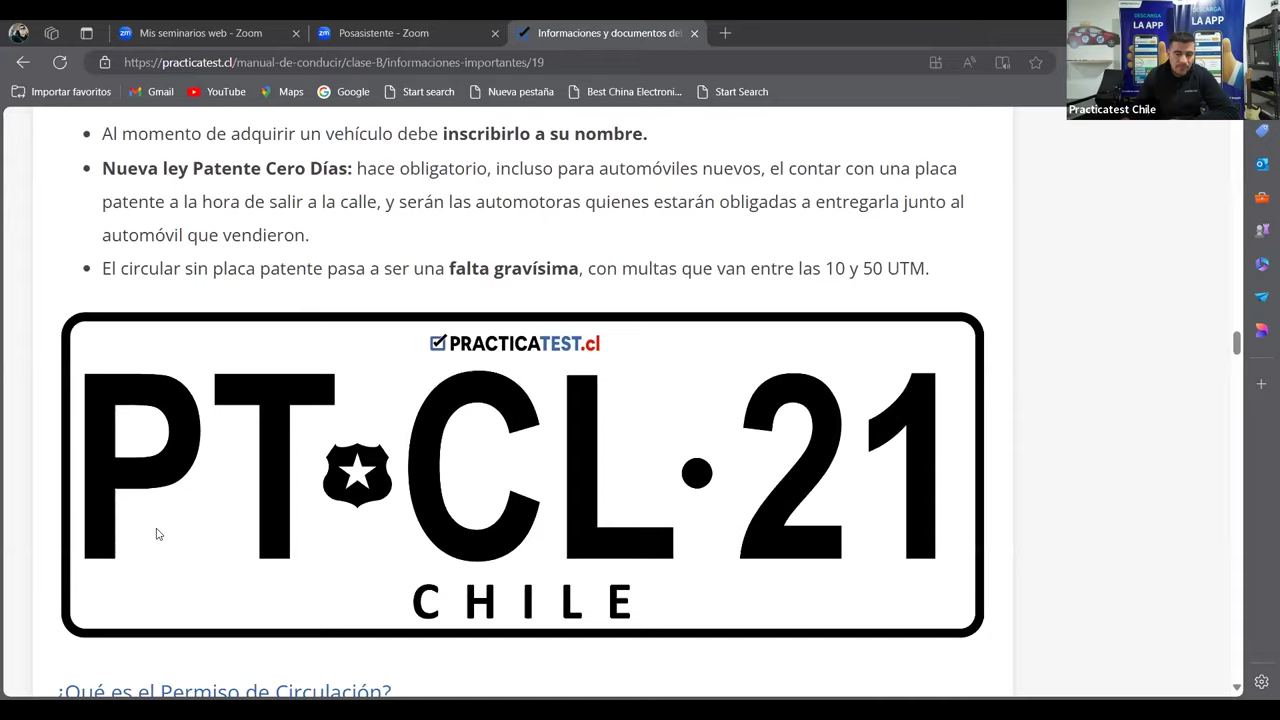 Mis seminarios web - Zoom
Posasistente - Zoom
Informaciones y documentos de
https://practicatest.cl/manual-de-conducir/clase-B/informaciones-importantes/19
Importar favoritos
Gmail
YouTube
Maps
Google
Start search
Nueva pestaña
Best China Electroni...
Start Search
DESCARGA
LA APP
DESCARGA
LA APP
Practicatest Chile
Al momento de adquirir un vehículo debe inscribirlo a su nombre.
Nueva ley Patente Cero Días: hace obligatorio, incluso para automóviles nuevos, el contar con una placa
patente a la hora de salir a la calle, y serán las automotoras quienes estarán obligadas a entregarla junto al
automóvil que vendieron.
El circular sin placa patente pasa a ser una falta gravísima, con multas que van entre las 10 y 50 UTM.
PRACTICATEST.cl
PT CL·21
CHILE
¿Qué es el Permiso de Circulación?